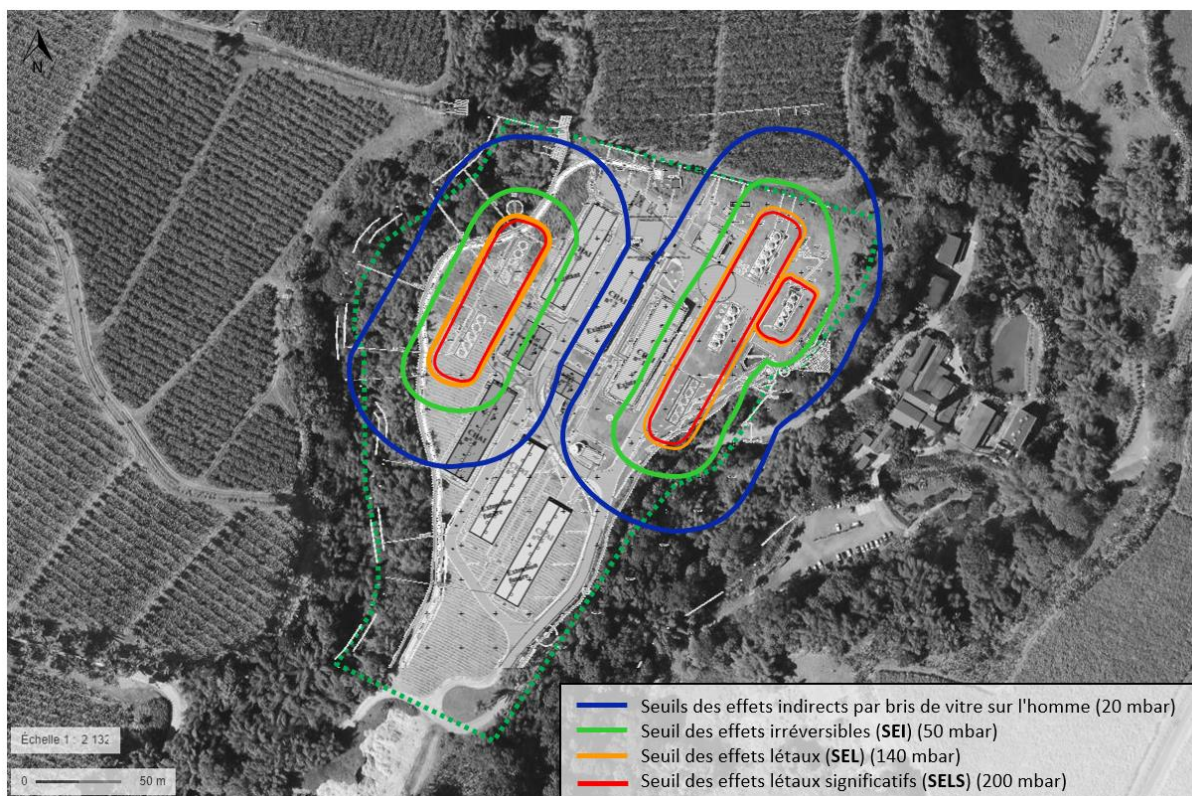 N
CHAI
Existant
Échelle 1 : 2 132
0 50 m
Seuils des effets indirects par bris de vitre sur l'homme (20 mbar)
Seuil des effets irréversibles (SEI) (50 mbar)
Seuil des effets létaux (SEL) (140 mbar)
Seuil des effets létaux significatifs (SELS) (200 mbar)